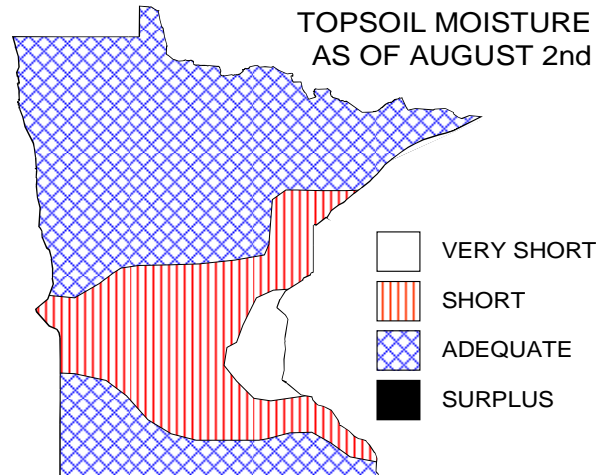 TOPSOIL MOISTURE
AS OF AUGUST 2nd
VERY SHORT
SHORT
ADEQUATE
SURPLUS